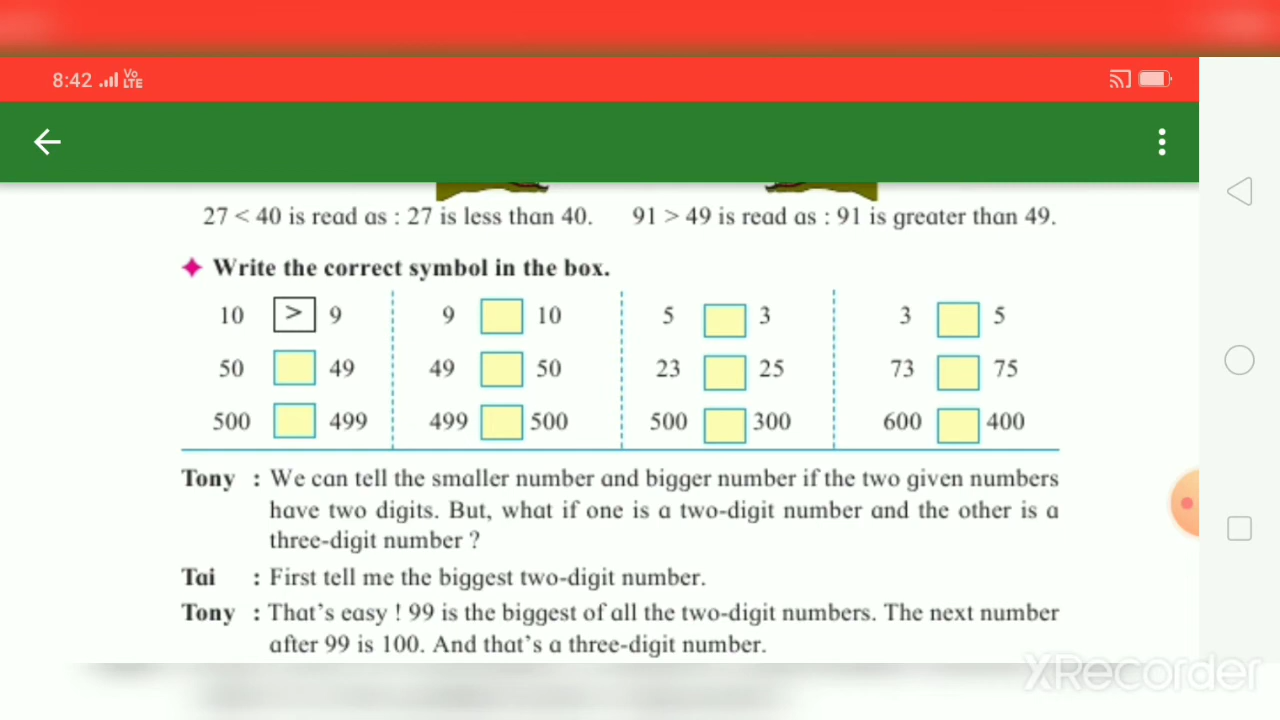 8:42 Vo LTE
27 < 40 is read as : 27 is less than 40. 91 > 49 is read as : 91 is greater than 49.
Write the correct symbol in the box.
10 > 9 9 10 5 3 3 5
50 49 49 50 23 25 73 75
500 499 499 500 500 300 600 400
Tony : We can tell the smaller number and bigger number if the two given numbers
have two digits. But, what if one is a two-digit number and the other is a
three-digit number ?
Tai : First tell me the biggest two-digit number.
Tony : That's easy ! 99 is the biggest of all the two-digit numbers. The next number
after 99 is 100. And that's a three-digit number.
XRecorder